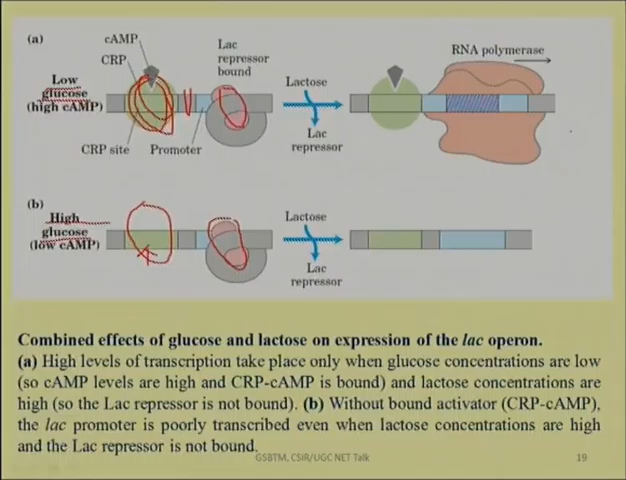 (a)
cAMP
CRP
Lac
repressor
bound
RNA polymerase
Low
glucose
(high cAMP)
Lactose
Lac
repressor
CRP site
Promoter
(b)
High
glucose
(low cAMP)
Lactose
Lac
repressor
Combined effects of glucose and lactose on expression of the lac operon.
(a) High levels of transcription take place only when glucose concentrations are low
(so cAMP levels are high and CRP-cAMP is bound) and lactose concentrations are
high (so the Lac repressor is not bound). (b) Without bound activator (CRP-cAMP),
the lac promoter is poorly transcribed even when lactose concentrations are high
and the Lac repressor is not bound.
GSBTM, CSIR/UGC NET Talk
19